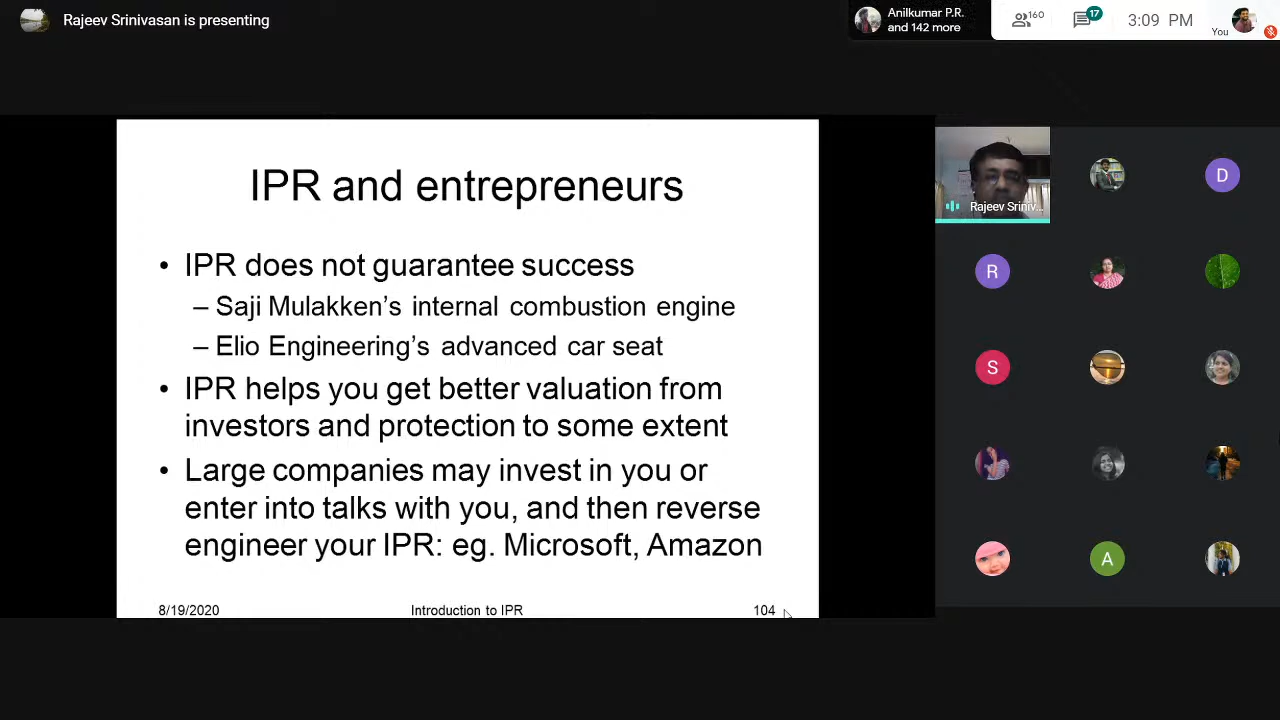 Rajeev Srinivasan is presenting
Anilkumar P.R.
and 142 more
160
17
3:09 PM
You
IPR and entrepreneurs
• IPR does not guarantee success
– Saji Mulakken’s internal combustion engine
– Elio Engineering’s advanced car seat
• IPR helps you get better valuation from
investors and protection to some extent
• Large companies may invest in you or
enter into talks with you, and then reverse
engineer your IPR: eg. Microsoft, Amazon
8/19/2020 Introduction to IPR 104
Rajeev Sriniv...
D
R
S
A